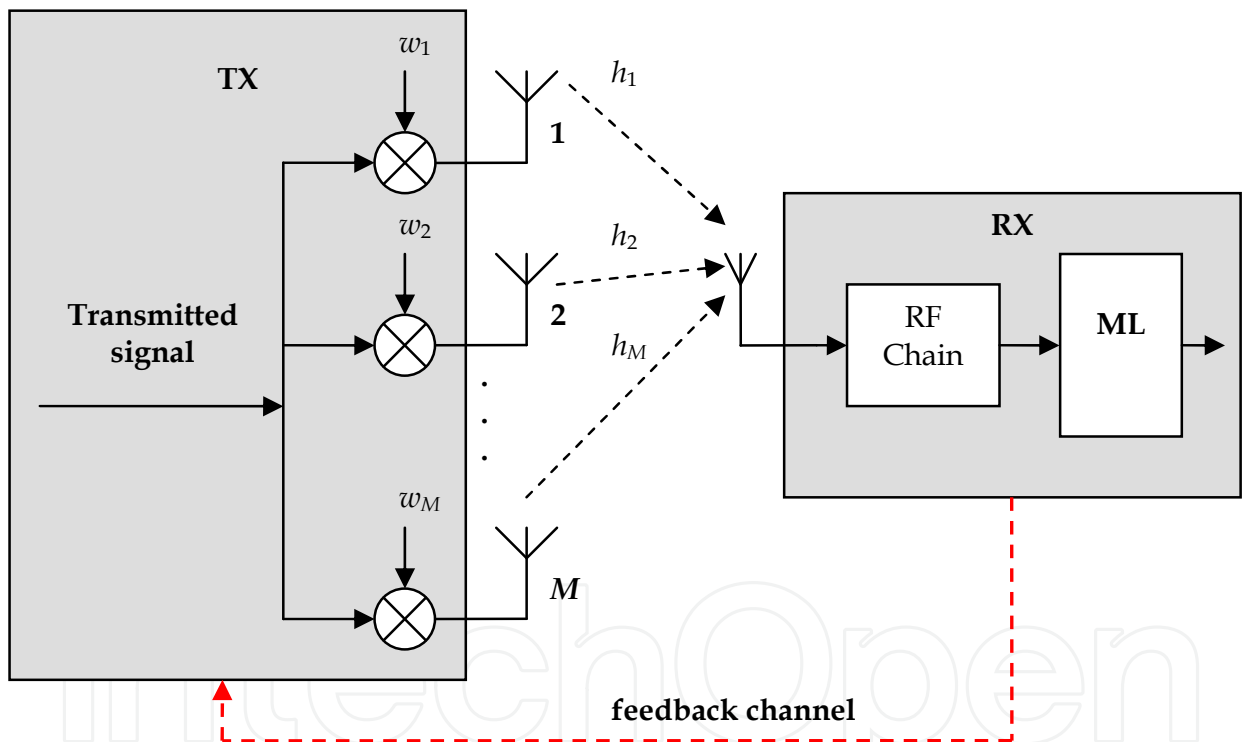 TX
w1
h1
1
w2
h2
2
Transmitted
signal
hM
wM
M
RX
RF
Chain
ML
feedback channel
IntechOpen